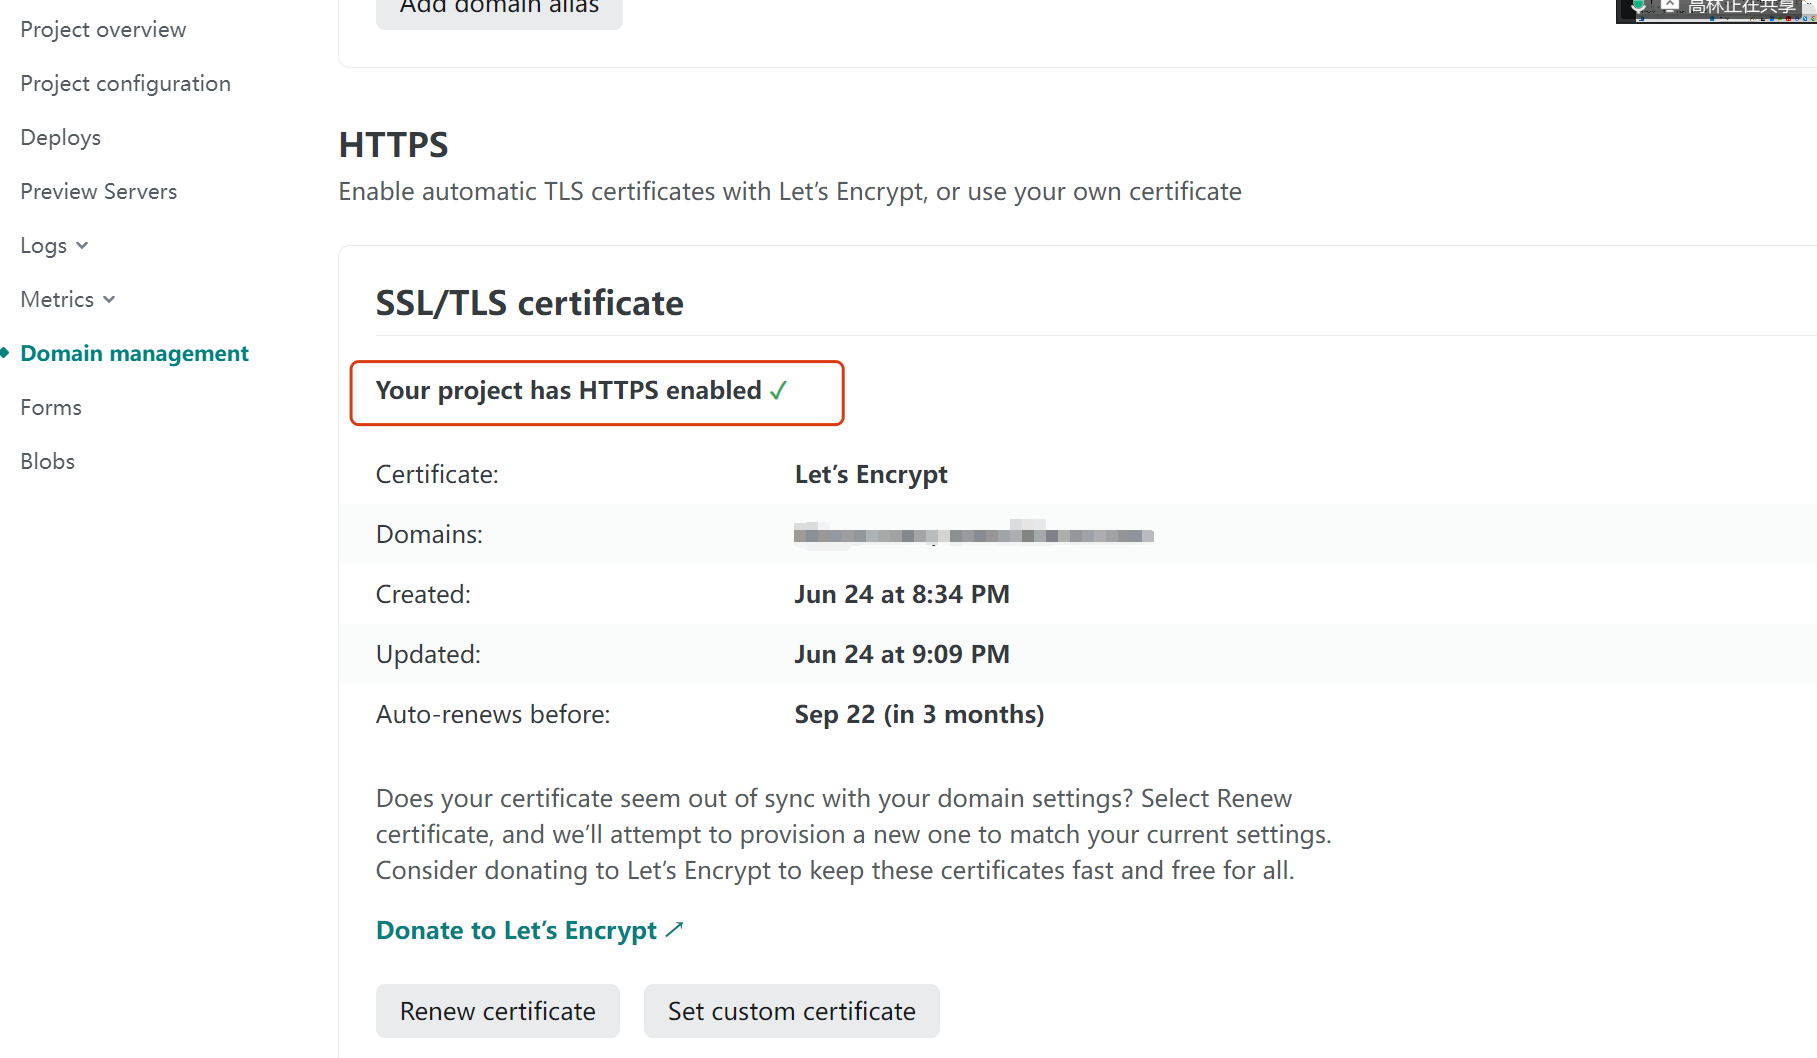 Add domain alias
高林正在共享
Project overview
Project configuration
Deploys
Preview Servers
Logs
Metrics
Domain management
Forms
Blobs
HTTPS
Enable automatic TLS certificates with Let’s Encrypt, or use your own certificate
SSL/TLS certificate
Your project has HTTPS enabled ✓
Certificate: Let’s Encrypt
Domains:
Created: Jun 24 at 8:34 PM
Updated: Jun 24 at 9:09 PM
Auto-renews before: Sep 22 (in 3 months)
Does your certificate seem out of sync with your domain settings? Select Renew
certificate, and we’ll attempt to provision a new one to match your current settings.
Consider donating to Let’s Encrypt to keep these certificates fast and free for all.
Donate to Let’s Encrypt ↗
Renew certificate
Set custom certificate